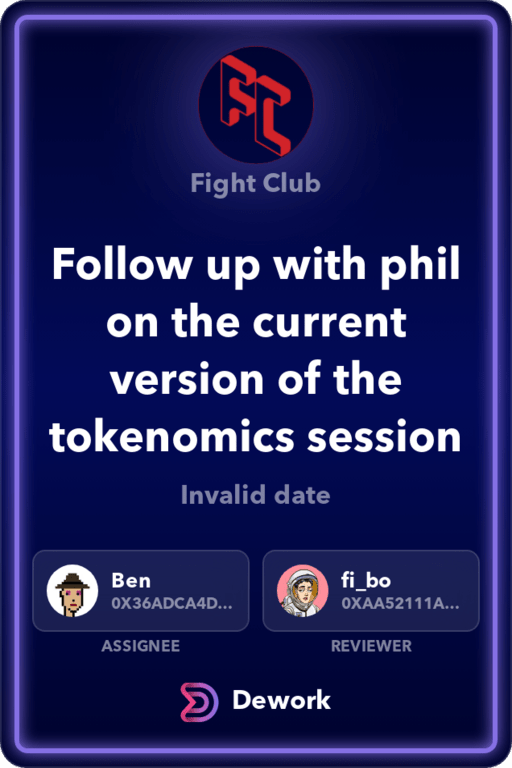 FC
Fight Club
Follow up with phil
on the current
version of the
tokenomics session
Invalid date
Ben
0X36ADCA4D...
ASSIGNEE
fi_bo
0XAA52111A...
REVIEWER
Dework